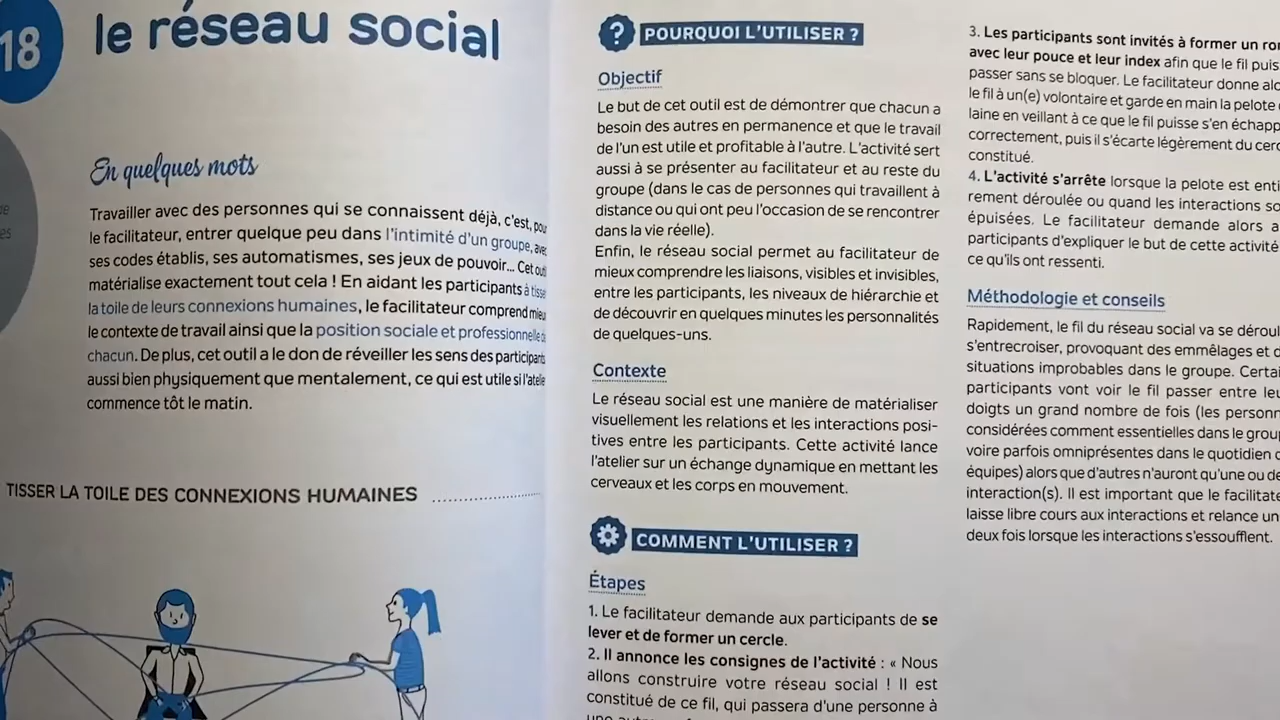 18
le réseau social
En quelques mots
Travailler avec des personnes qui se connaissent déjà, c'est, pour
le facilitateur, entrer quelque peu dans l'intimité d'un groupe, avec
ses codes établis, ses automatismes, ses jeux de pouvoir... Cet outil
matérialise exactement tout cela ! En aidant les participants à tisser
la toile de leurs connexions humaines, le facilitateur comprend mieux
le contexte de travail ainsi que la position sociale et professionnelle de
chacun. De plus, cet outil a le don de réveiller les sens des participants
aussi bien physiquement que mentalement, ce qui est utile si l'atelier
commence tôt le matin.
TISSER LA TOILE DES CONNEXIONS HUMAINES
? POURQUOI L'UTILISER ?
Objectif
Le but de cet outil est de démontrer que chacun a
besoin des autres en permanence et que le travail
de l'un est utile et profitable à l'autre. L'activité sert
aussi à se présenter au facilitateur et au reste du
groupe (dans le cas de personnes qui travaillent à
distance ou qui ont peu l'occasion de se rencontrer
dans la vie réelle).
Enfin, le réseau social permet au facilitateur de
mieux comprendre les liaisons, visibles et invisibles,
entre les participants, les niveaux de hiérarchie et
de découvrir en quelques minutes les personnalités
de quelques-uns.
Contexte
Le réseau social est une manière de matérialiser
visuellement les relations et les interactions posi-
tives entre les participants. Cette activité lance
l'atelier sur un échange dynamique en mettant les
cerveaux et les corps en mouvement.
COMMENT L'UTILISER ?
Étapes
1. Le facilitateur demande aux participants de se
lever et de former un cercle.
2. Il annonce les consignes de l'activité : « Nous
allons construire votre réseau social ! Il est
constitué de ce fil, qui passera d'une personne à
3. Les participants sont invités à former un
avec leur pouce et leur index afin que le fil
passer sans se bloquer. Le facilitateur donne
le fil à un(e) volontaire et garde en main la pelote
laine en veillant à ce que le fil puisse s'en
correctement, puis il s'écarte légèrement du
constitué.
4. L'activité s'arrête lorsque la pelote est
rement déroulée ou quand les interactions
épuisées. Le facilitateur demande alors
participants d'expliquer le but de cette activité
ce qu'ils ont ressenti.
Méthodologie et conseils
Rapidement, le fil du réseau social va se
s'entrecroiser, provoquant des emmêlages et
situations improbables dans le groupe.
participants vont voir le fil passer entre
doigts un grand nombre de fois (les
considérées comment essentielles dans le
voire parfois omniprésentes dans le quotidien
équipes) alors que d'autres n'auront qu'une ou
interaction(s). Il est important que le
laisse libre cours aux interactions et relance
deux fois lorsque les interactions s'essoufflent.